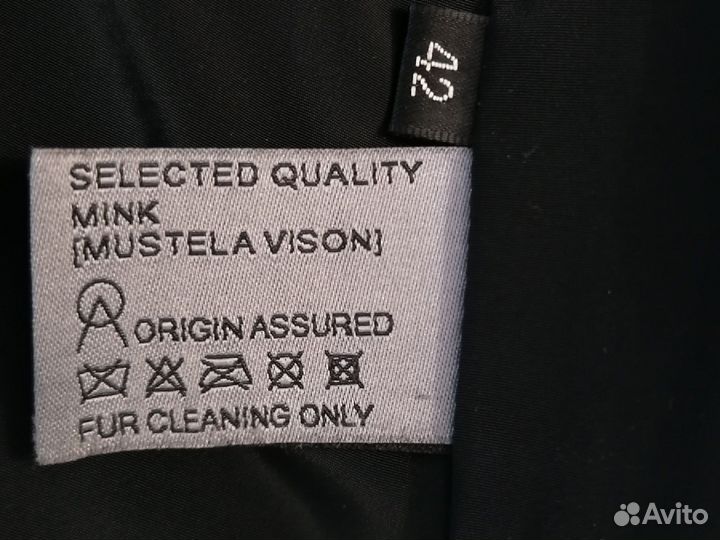 42
SELECTED QUALITY
MINK
[MUSTELA VISON]
ORIGIN ASSURED
FUR CLEANING ONLY
Avito